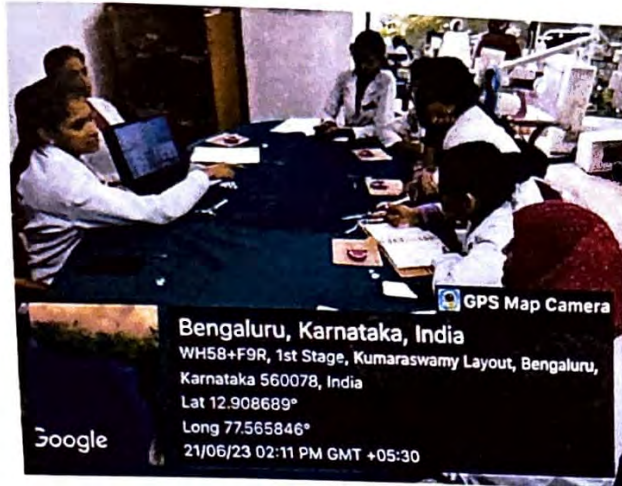 GPS Map Camera
Bengaluru, Karnataka, India
WH58+F9R, 1st Stage, Kumaraswamy Layout, Bengaluru,
Karnataka 560078, India
Lat 12.908689°
Long 77.565846°
21/06/23 02:11 PM GMT +05:30
Google